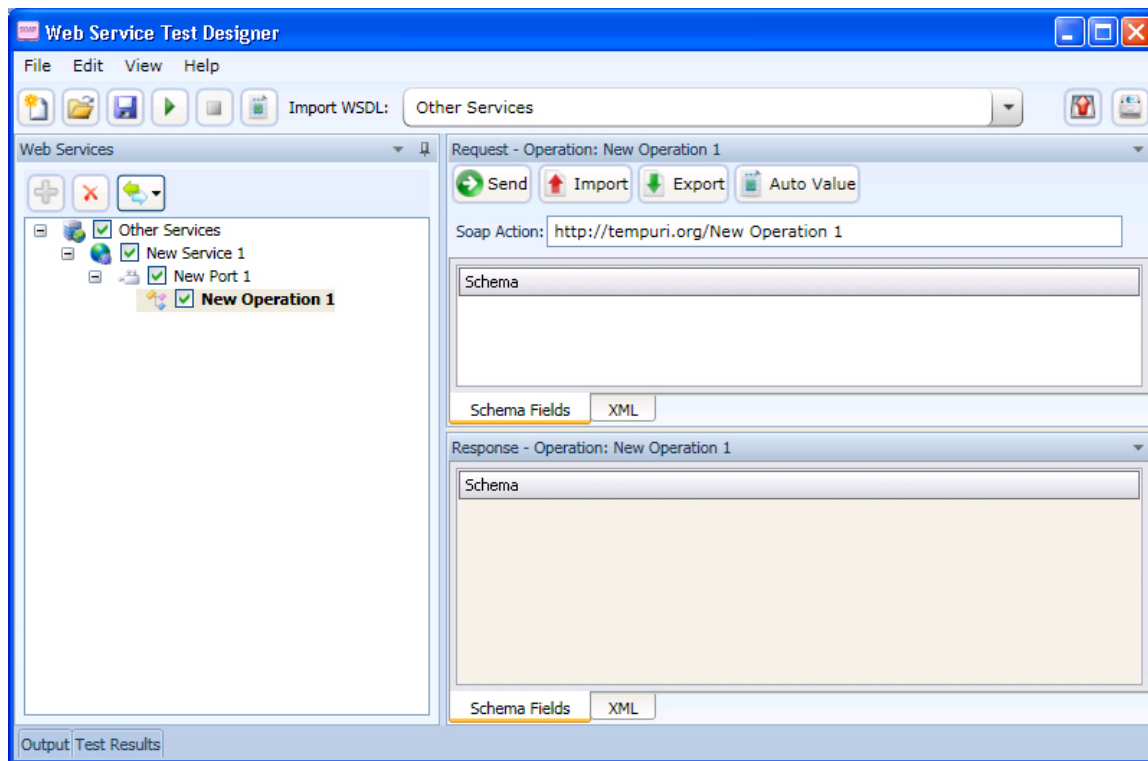 SOAP Web Service Test Designer
File Edit View Help
Import WSDL: Other Services
Web Services
Other Services
New Service 1
New Port 1
New Operation 1
Request - Operation: New Operation 1
Send Import Export Auto Value
Soap Action: http://tempuri.org/New Operation 1
Schema
Schema Fields XML
Response - Operation: New Operation 1
Schema
Schema Fields XML
Output Test Results